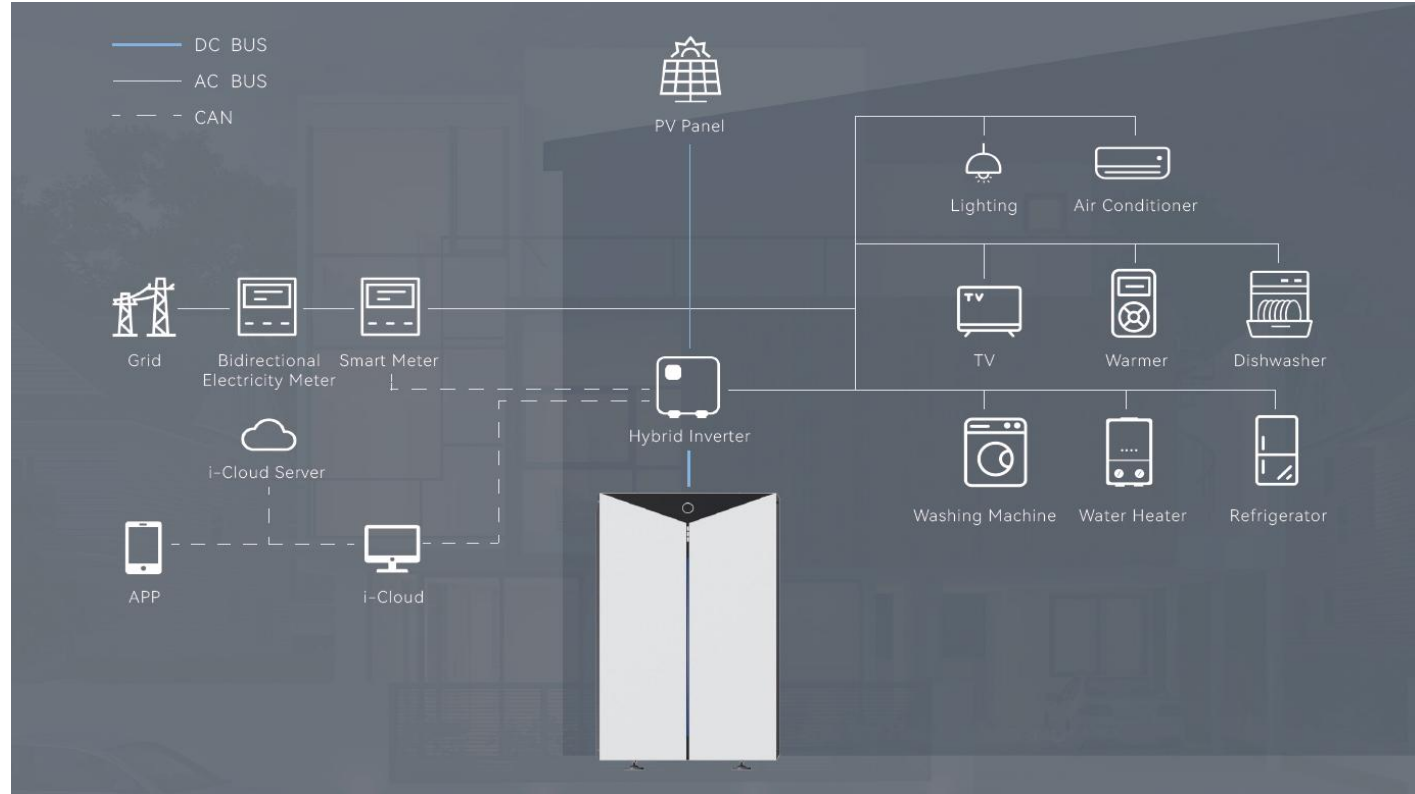 DC BUS
AC BUS
CAN
PV Panel
Lighting
Air Conditioner
TV
Grid
Bidirectional
Electricity Meter
Smart Meter
TV
Warmer
Dishwasher
Hybrid Inverter
i-Cloud Server
Washing Machine
Water Heater
Refrigerator
APP
i-Cloud